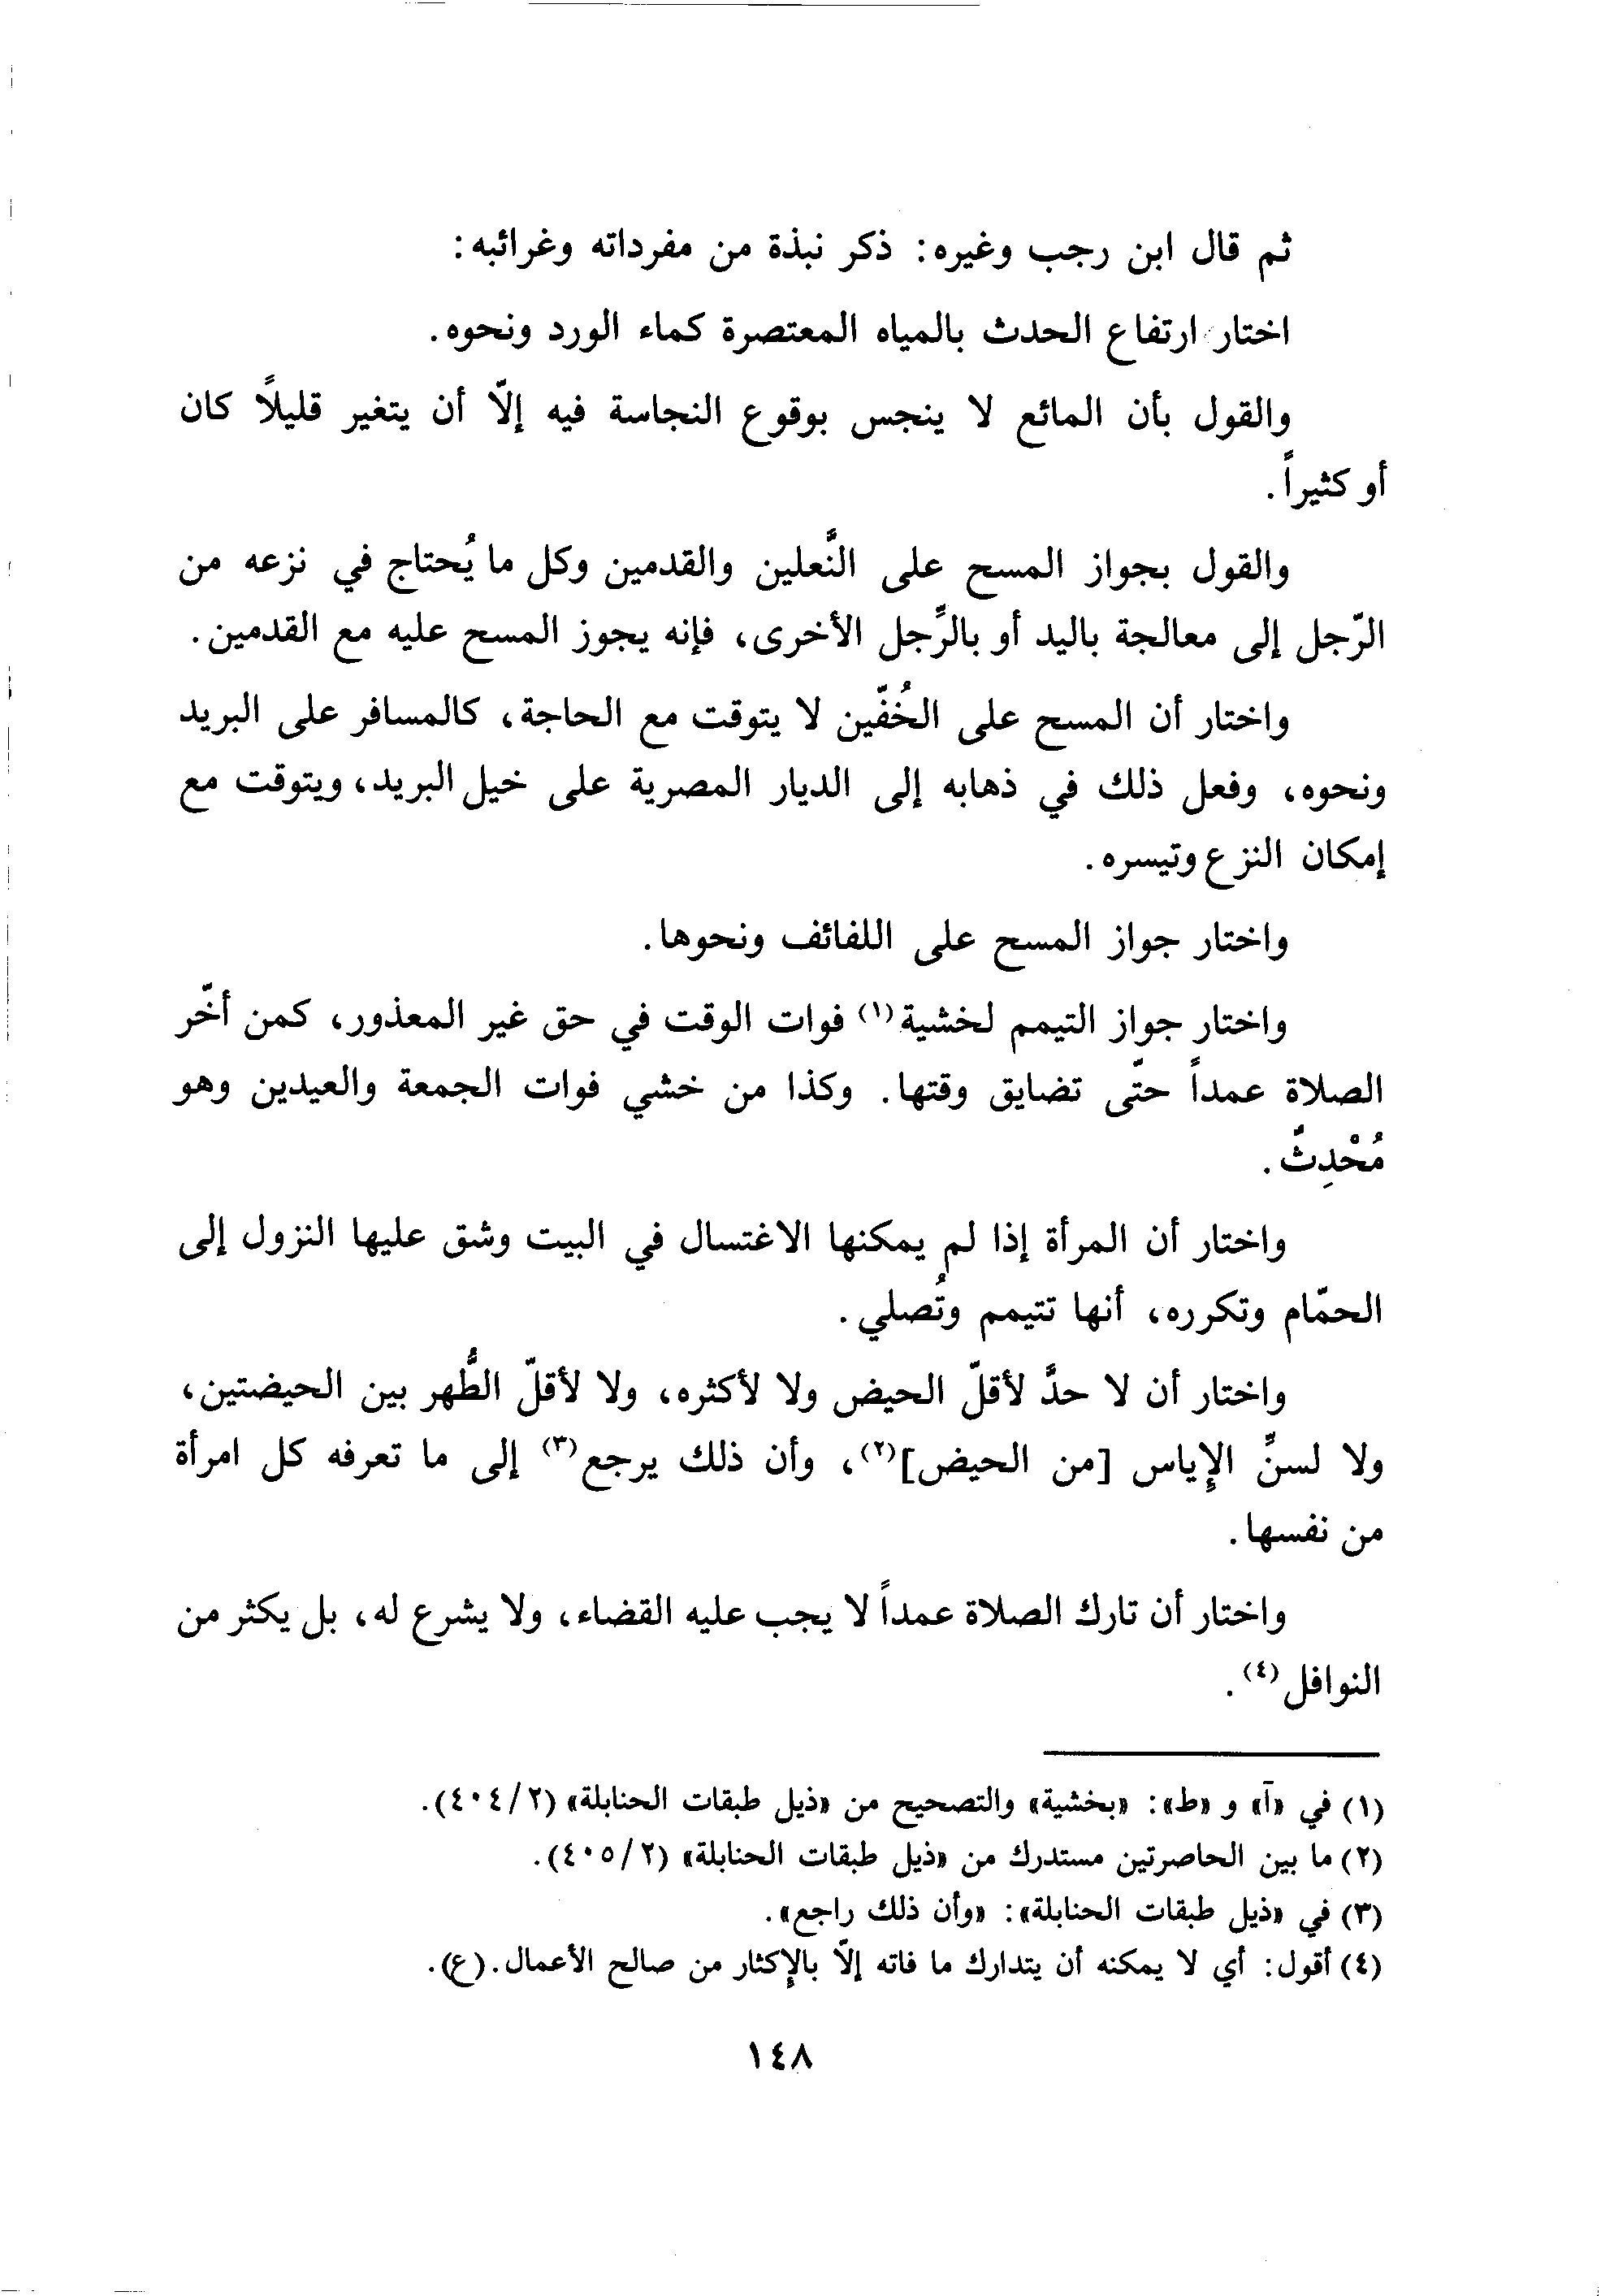 ثم قال ابن رجب وغيره: ذكر نبذة من مفرداته وغرائبه:
اختار ارتفاع الحدث بالمياه المعتصرة كماء الورد ونحوه.
والقول بأن المائع لا ينجس بوقوع النجاسة فيه إلّا أن يتغير قليلاً كان
أو كثيراً.
والقول بجواز المسح على النَّعلين والقدمين وكل ما يُحتاج في نزعه من
الرّجل إلى معالجة باليد أو بالرِّجل الأخرى، فإنه يجوز المسح عليه مع القدمين.
واختار أن المسح على الخُفّين لا يتوقت مع الحاجة، كالمسافر على البريد
ونحوه، وفعل ذلك في ذهابه إلى الديار المصرية على خيل البريد، ويتوقت مع
إمكان النزع وتيسره.
واختار جواز المسح على اللفائف ونحوها.
واختار جواز التيمم لخشية(١) فوات الوقت في حق غير المعذور، كمن أخّر
الصلاة عمداً حتّى تضايق وقتها. وكذا من خشي فوات الجمعة والعيدين وهو
مُحْدِثٌ.
واختار أن المرأة إذا لم يمكنها الاغتسال في البيت وشق عليها النزول إلى
الحمّام وتكرره، أنها تتيمم وتُصلي.
واختار أن لا حدَّ لأقلّ الحيض ولا لأكثره، ولا لأقلّ الطُّهر بين الحيضتين،
ولا لسنِّ الإياس [من الحيض](٢)، وأن ذلك يرجع(٣) إلى ما تعرفه كل امرأة
من نفسها.
واختار أن تارك الصلاة عمداً لا يجب عليه القضاء، ولا يشرع له، بل يكثر من
النوافل(٤).
(١) في «آ» و «ط»: «بخشية» والتصحيح من «ذيل طبقات الحنابلة» (٢/٤٠٤).
(٢) ما بين الحاصرتين مستدرك من «ذيل طبقات الحنابلة» (٢/٤٠٥).
(٣) في «ذيل طبقات الحنابلة»: «وأن ذلك راجع».
(٤) أقول: أي لا يمكنه أن يتدارك ما فاته إلّا بالإكثار من صالح الأعمال. (ع).
١٤٨